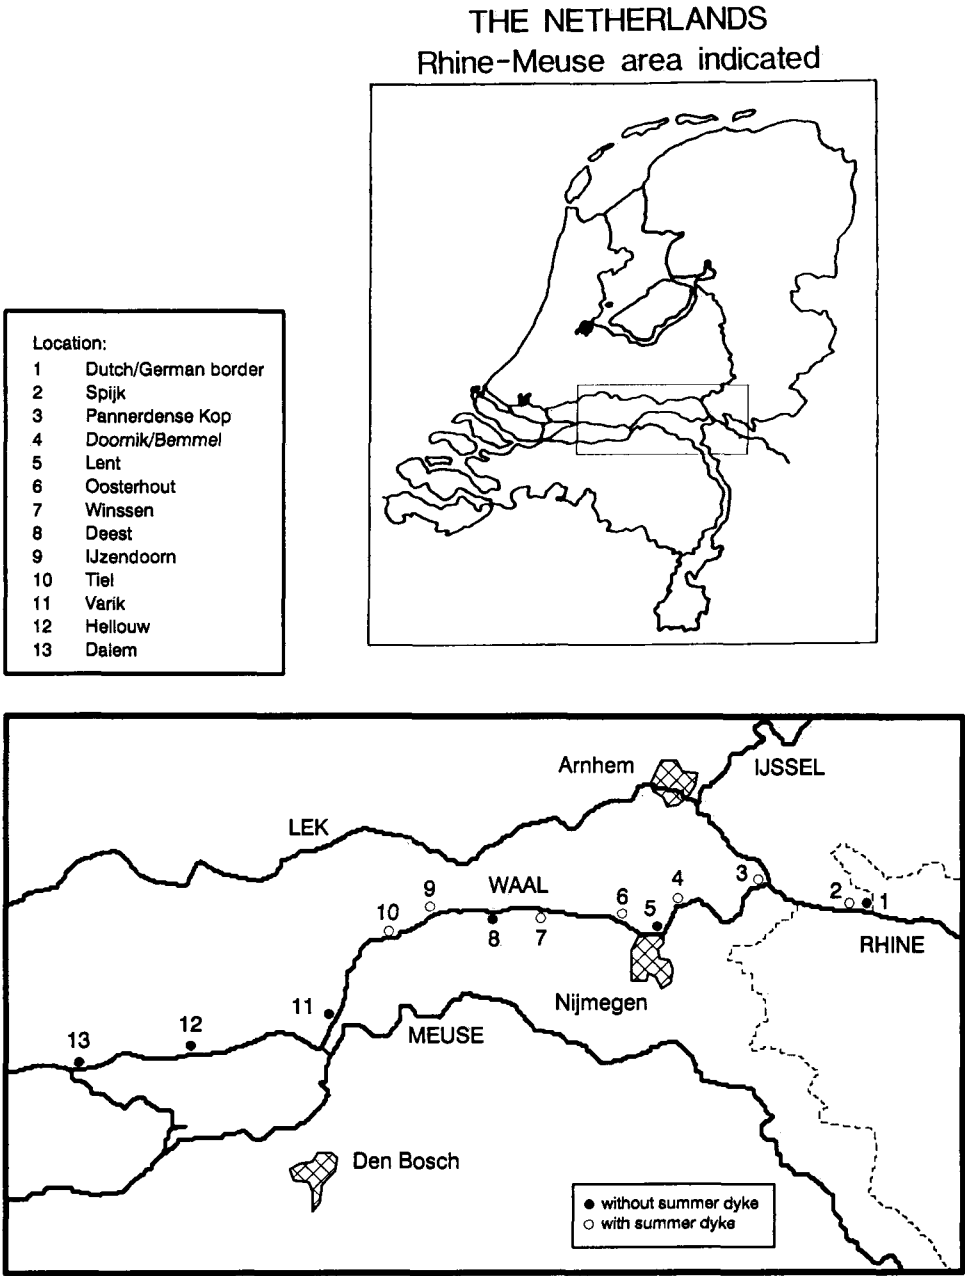 THE NETHERLANDS
Rhine-Meuse area indicated
Location:
1 Dutch/German border
2 Spijk
3 Pannerdense Kop
4 Doornik/Bemmel
5 Lent
6 Oosterhout
7 Winssen
8 Deest
9 IJzendoorn
10 Tiel
11 Varik
12 Hellouw
13 Dalem
Arnhem
IJSSEL
LEK
WAAL
9
10
8
7
6
5
4
3
2
1
RHINE
Nijmegen
11
12
13
MEUSE
Den Bosch
without summer dyke
with summer dyke